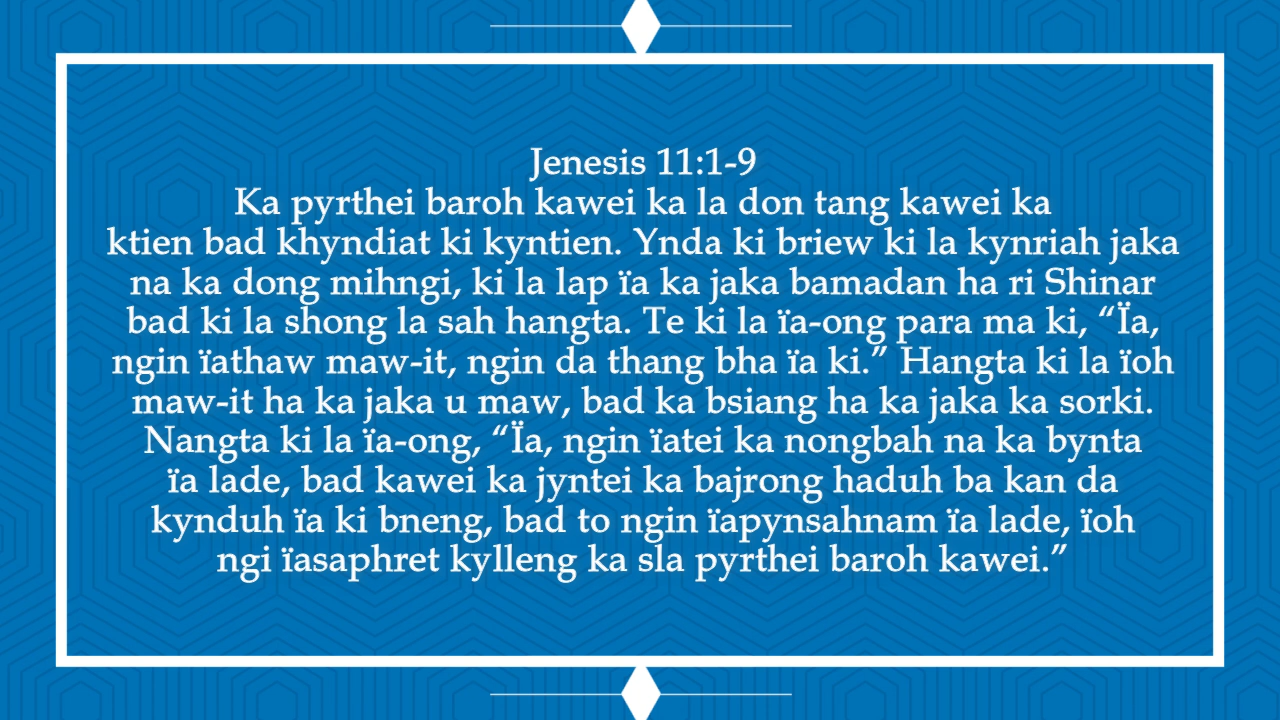 Jenesis 11:1-9
Ka pyrthei baroh kawei ka la don tang kawei ka
ktien bad khyndiat ki kyntien. Ynda ki briew ki la kynriah jaka
na ka dong mihngi, ki la lap ïa ka jaka bamadan ha ri Shinar
bad ki la shong la sah hangta. Te ki la ïa-ong para ma ki, “Ïa,
ngin ïathaw maw-it, ngin da thang bha ïa ki.” Hangta ki la ïoh
maw-it ha ka jaka u maw, bad ka bsiang ha ka jaka ka sorki.
Nangta ki la ïa-ong, “Ïa, ngin ïatei ka nongbah na ka bynta
ïa lade, bad kawei ka jyntei ka bajrong haduh ba kan da
kynduh ïa ki bneng, bad to ngin ïapynsahnam ïa lade, ïoh
ngi ïasaphret kylleng ka sla pyrthei baroh kawei.”